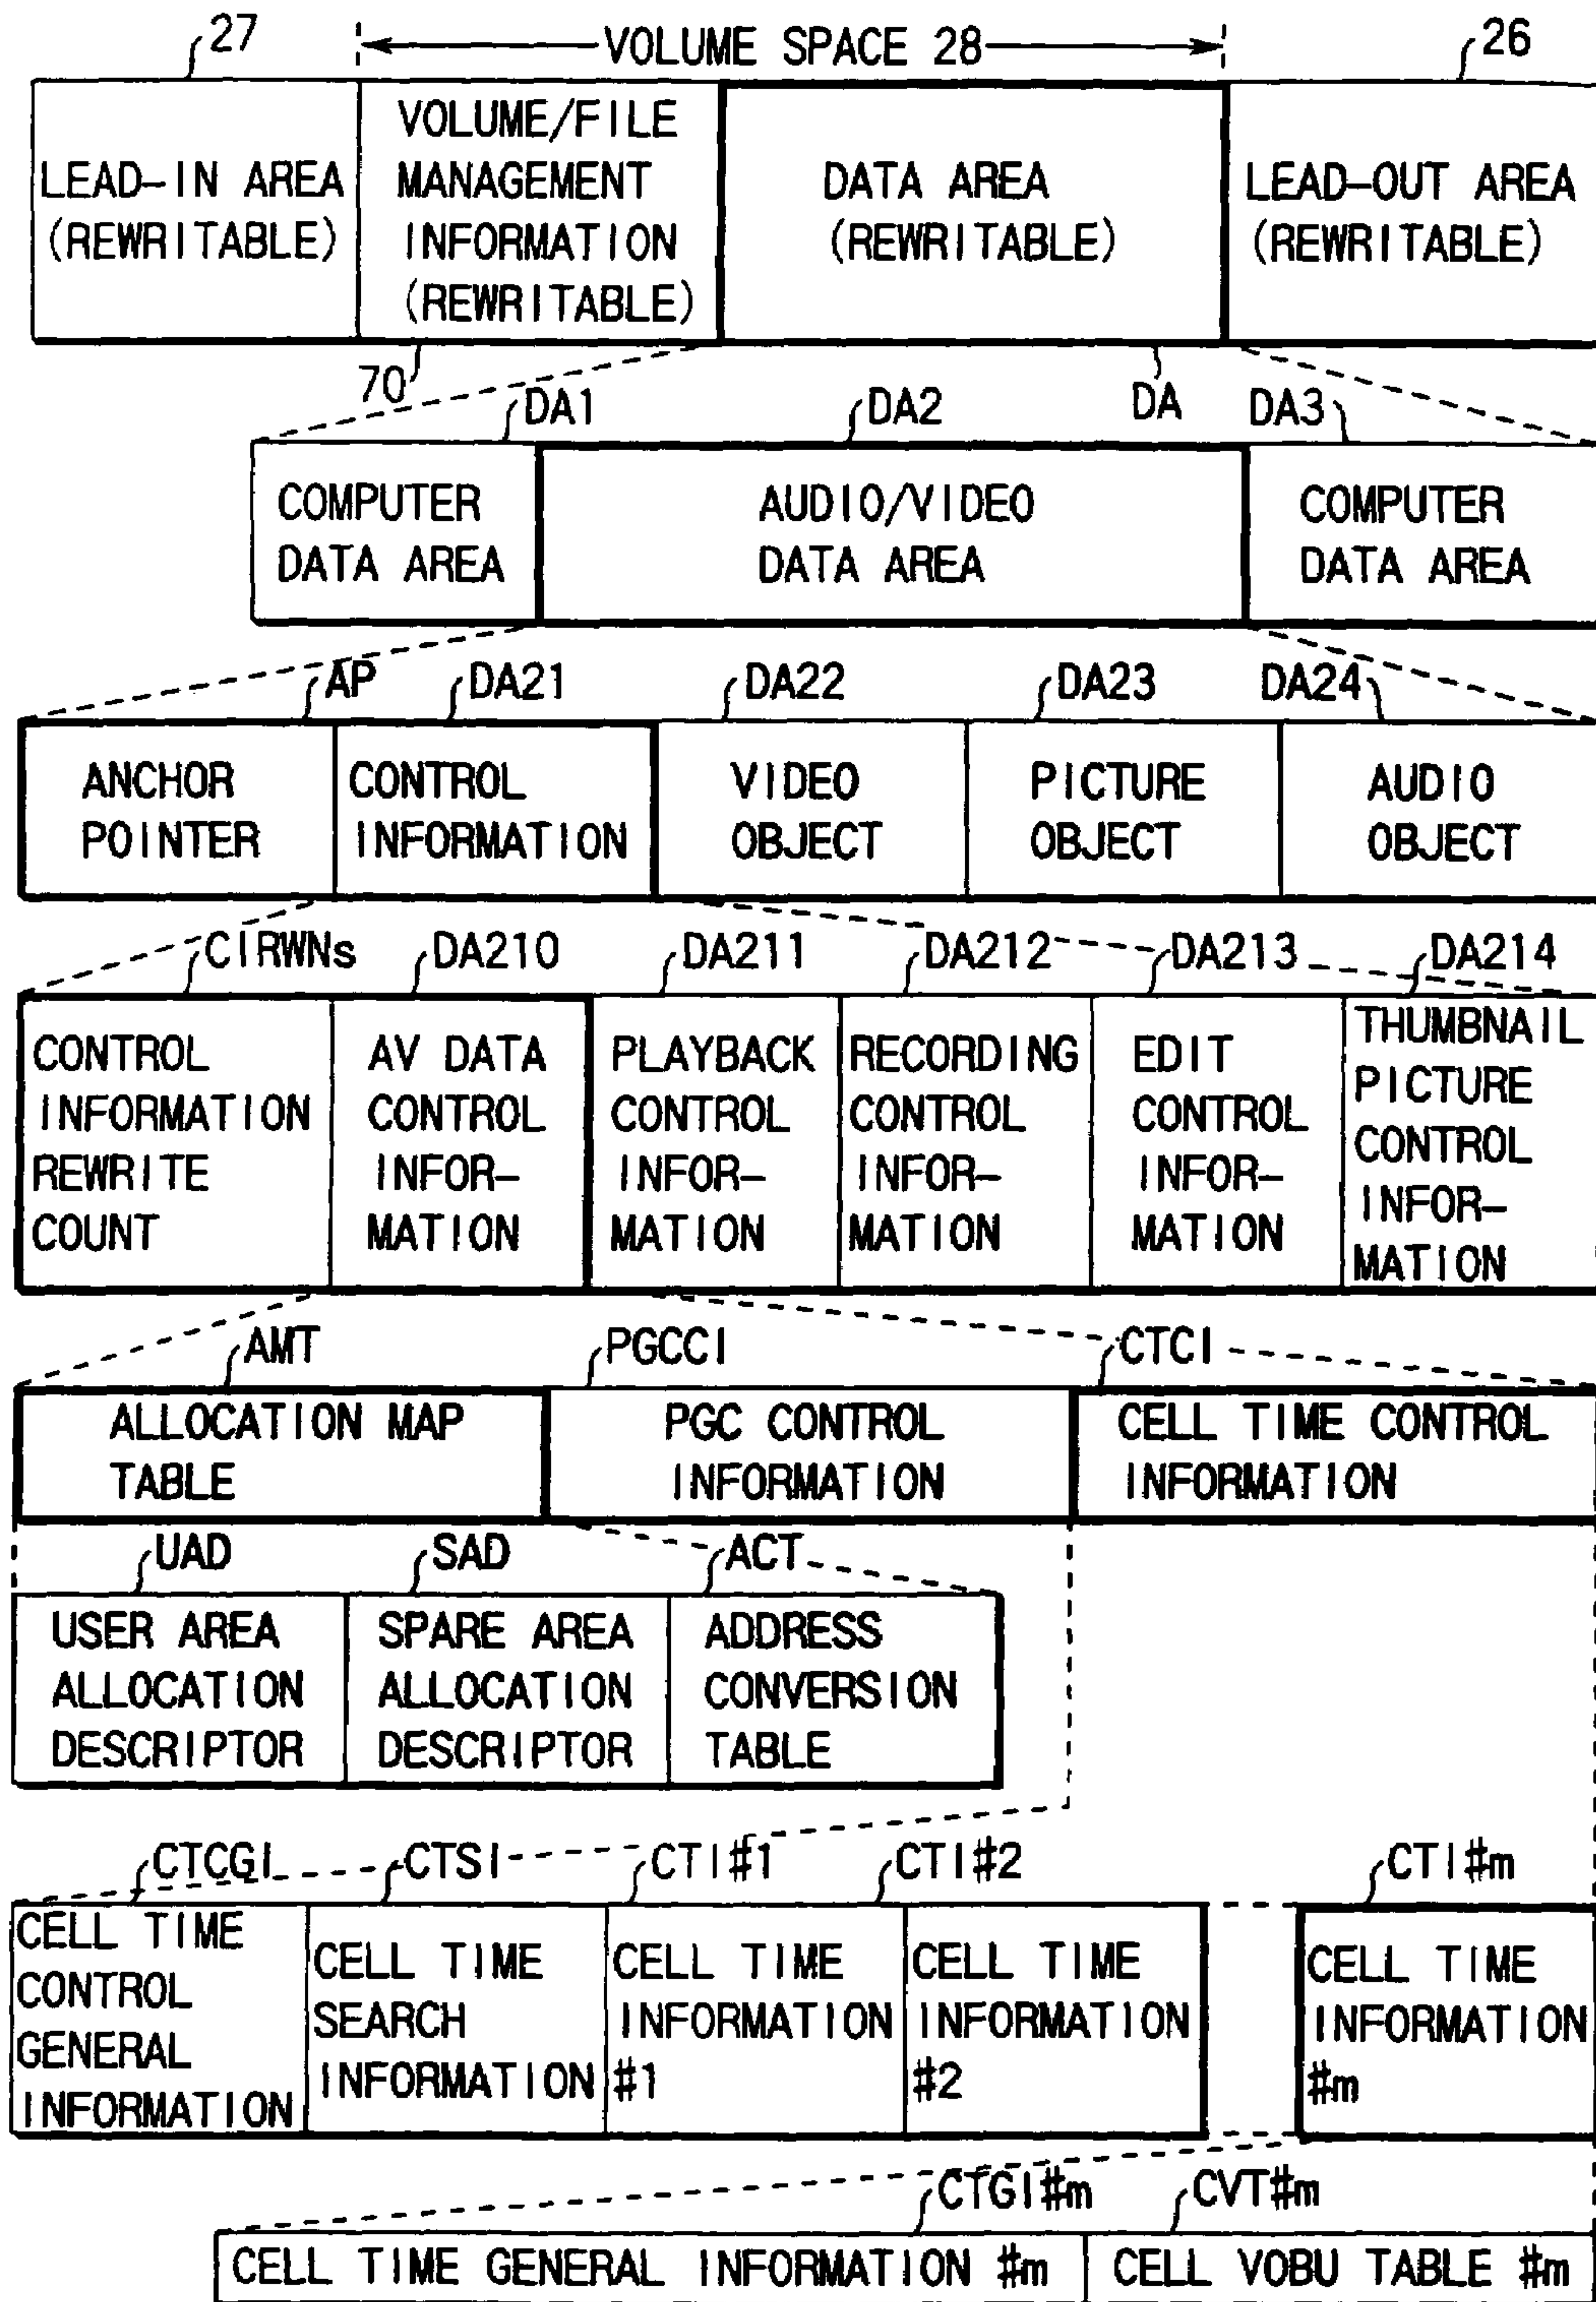 27
VOLUME SPACE 28
26
LEAD-IN AREA
(REWRITABLE)
VOLUME/FILE
MANAGEMENT
INFORMATION
(REWRITABLE)
DATA AREA
(REWRITABLE)
LEAD-OUT AREA
(REWRITABLE)
70
DA
DA1
DA2
DA3
COMPUTER
DATA AREA
AUDIO/VIDEO
DATA AREA
COMPUTER
DATA AREA
AP
DA21
DA22
DA23
DA24
ANCHOR
POINTER
CONTROL
INFORMATION
VIDEO
OBJECT
PICTURE
OBJECT
AUDIO
OBJECT
CIRWNs
DA210
DA211
DA212
DA213
DA214
CONTROL
INFORMATION
REWRITE
COUNT
AV DATA
CONTROL
INFOR-
MATION
PLAYBACK
CONTROL
INFOR-
MATION
RECORDING
CONTROL
INFOR-
MATION
EDIT
CONTROL
INFOR-
MATION
THUMBNAIL
PICTURE
CONTROL
INFOR-
MATION
AMT
PGCCI
CTCI
ALLOCATION MAP
TABLE
PGC CONTROL
INFORMATION
CELL TIME CONTROL
INFORMATION
UAD
SAD
ACT
USER AREA
ALLOCATION
DESCRIPTOR
SPARE AREA
ALLOCATION
DESCRIPTOR
ADDRESS
CONVERSION
TABLE
CTCGI
CTSI
CTI#1
CTI#2
CTI#m
CELL TIME
CONTROL
GENERAL
INFORMATION
CELL TIME
SEARCH
INFORMATION
CELL TIME
INFORMATION
#1
CELL TIME
INFORMATION
#2
CELL TIME
INFORMATION
#m
CTGI#m
CVT#m
CELL TIME GENERAL INFORMATION #m
CELL VOBU TABLE #m